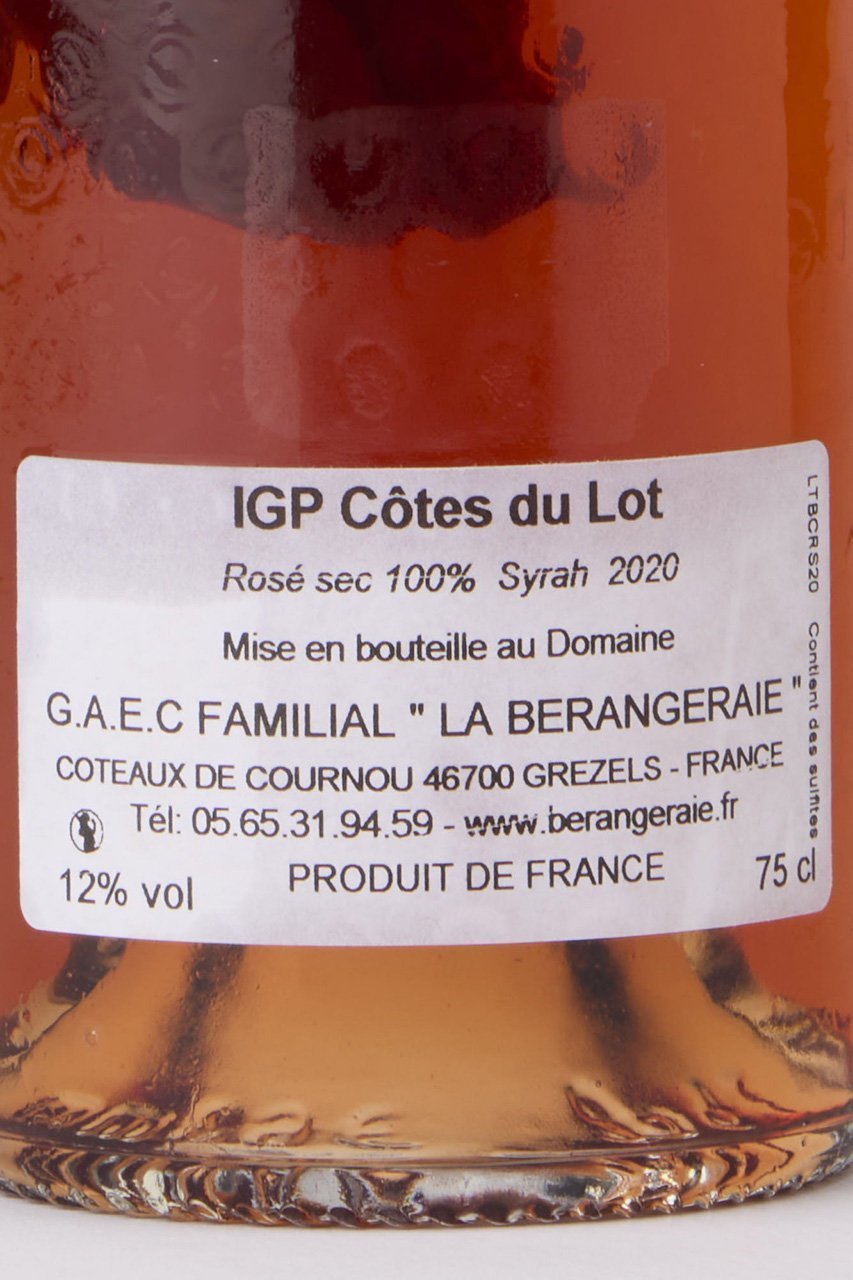 IGP Côtes du Lot
Rosé sec 100% Syrah 2020
Mise en bouteille au Domaine
G.A.E.C FAMILIAL " LA BERANGERAIE "
COTEAUX DE COURNOU 46700 GREZELS - FRANCE
Tél: 05.65.31.94.59 - www.berangeraie.fr
12% vol
PRODUIT DE FRANCE
75 cl
LTBCRS20 Contient des sulfites